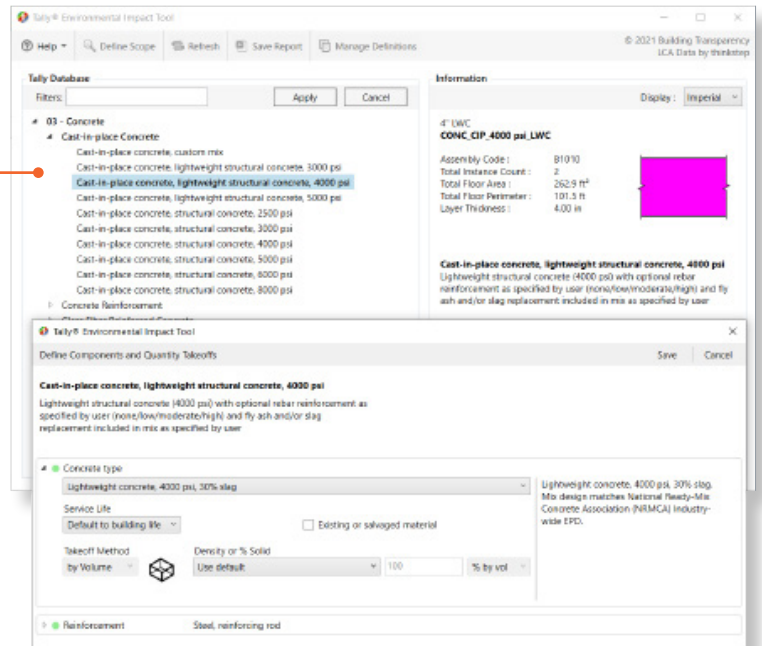 Tally® Environmental Impact Tool
Help Define Scope Refresh Save Report Manage Definitions
© 2021 Building Transparency
LCA Data by thinkstep
Tally Database
Filters: Apply Cancel
03 - Concrete
Cast-in-place Concrete
Cast-in-place concrete, custom mix
Cast-in-place concrete, lightweight structural concrete, 3000 psi
Cast-in-place concrete, lightweight structural concrete, 4000 psi
Cast-in-place concrete, lightweight structural concrete, 5000 psi
Cast-in-place concrete, structural concrete, 2500 psi
Cast-in-place concrete, structural concrete, 3000 psi
Cast-in-place concrete, structural concrete, 4000 psi
Cast-in-place concrete, structural concrete, 5000 psi
Cast-in-place concrete, structural concrete, 6000 psi
Cast-in-place concrete, structural concrete, 8000 psi
Concrete Reinforcement
Information
Display : Imperial
4" LWC
CONC_CIP_4000 psi_LWC
Assembly Code : B1010
Total Instance Count : 2
Total Floor Area : 262.9 ft²
Total Floor Perimeter : 101.5 ft
Layer Thickness : 4.00 in
Cast-in-place concrete, lightweight structural concrete, 4000 psi
Lightweight structural concrete (4000 psi) with optional rebar
reinforcement as specified by user (none/low/moderate/high) and fly
ash and/or slag replacement included in mix as specified by user
Tally® Environmental Impact Tool
Define Components and Quantity Takeoffs Save Cancel
Cast-in-place concrete, lightweight structural concrete, 4000 psi
Lightweight structural concrete (4000 psi) with optional rebar reinforcement as
specified by user (none/low/moderate/high) and fly ash and/or slag
replacement included in mix as specified by user
Concrete type
Lightweight concrete, 4000 psi, 30% slag
Service Life
Default to building life Existing or salvaged material
Takeoff Method Density or % Solid
by Volume Use default 100 % by vol
Lightweight concrete, 4000 psi, 30% slag.
Mix design matches National Ready-Mix
Concrete Association (NRMCA) Industry-
wide EPD.
Reinforcement Steel, reinforcing rod